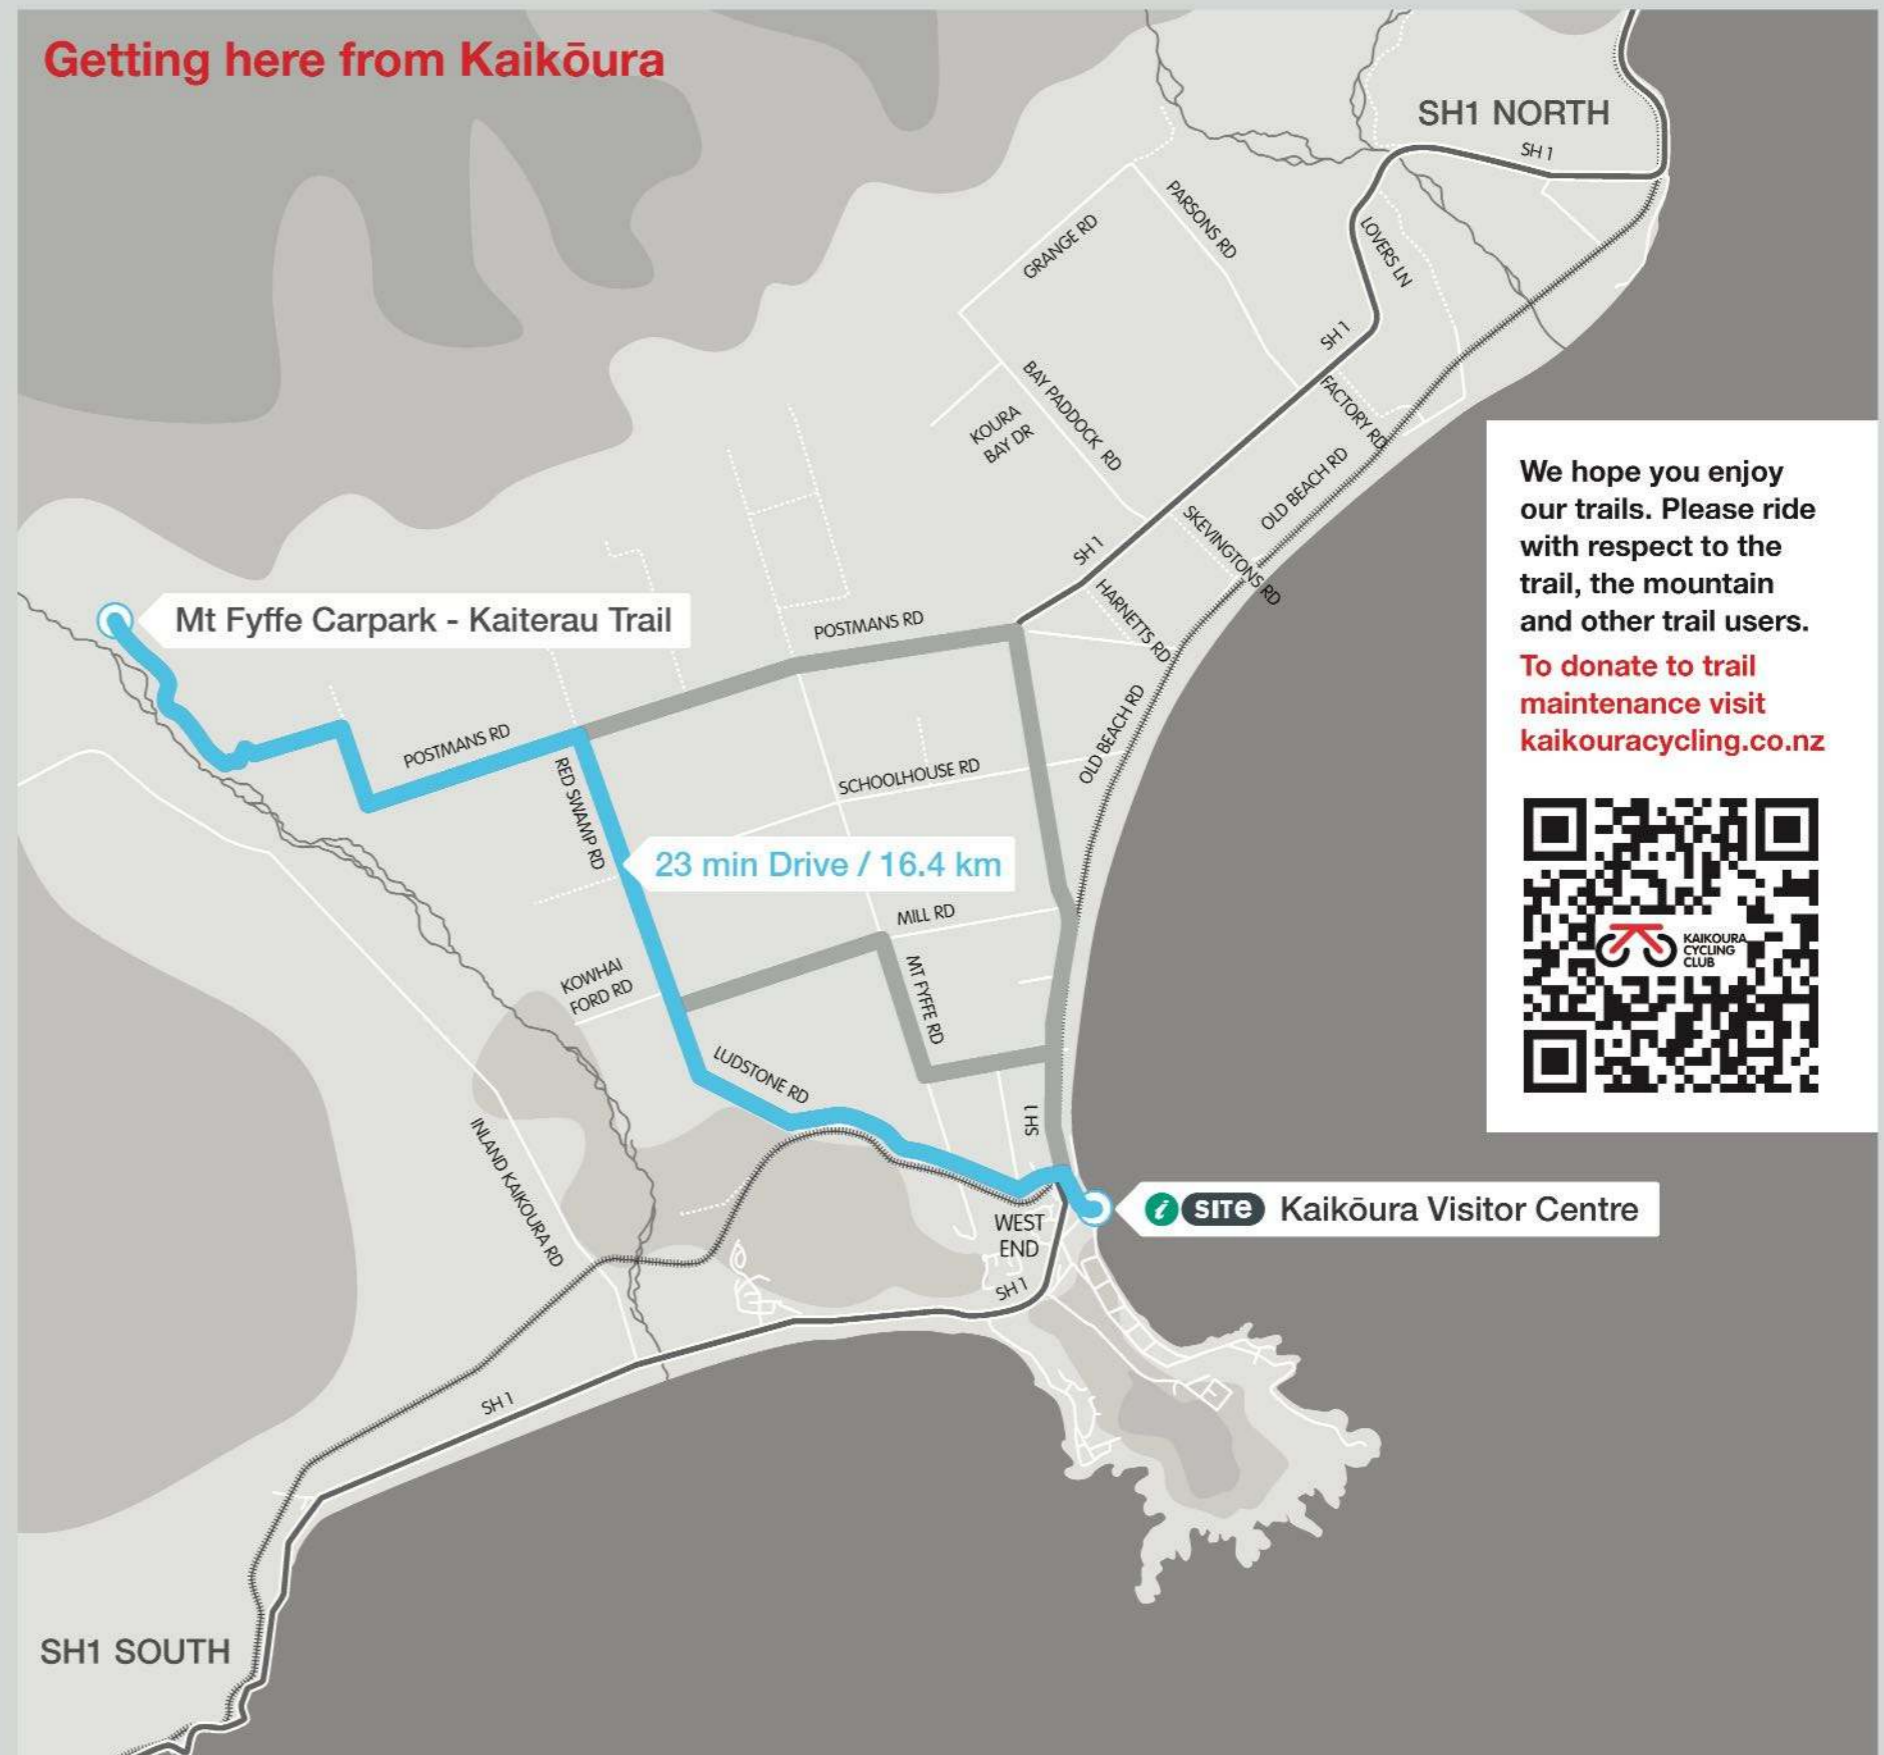 Getting here from Kaikōura
SH1 NORTH
SH 1
PARSONS RD
GRANGE RD
LOVERS LN
SH 1
BAY PADDOCK RD
FACTORY RD
KOURA
BAY DR
OLD BEACH RD
We hope you enjoy
our trails. Please ride
with respect to the
trail, the mountain
and other trail users.
To donate to trail
maintenance visit
kaikouracycling.co.nz
KAIKOURA
CYCLING
CLUB
SKEVINGTONS RD
SH 1
HARNETTS RD
Mt Fyffe Carpark - Kaiterau Trail
POSTMANS RD
OLD BEACH RD
POSTMANS RD
RED SWAMP RD
SCHOOLHOUSE RD
23 min Drive / 16.4 km
MILL RD
KOWHAI
FORD RD
MT FYFFE RD
LUDSTONE RD
SH 1
INLAND KAIKOURA RD
i SITe Kaikōura Visitor Centre
WEST
END
SH 1
SH 1
SH1 SOUTH